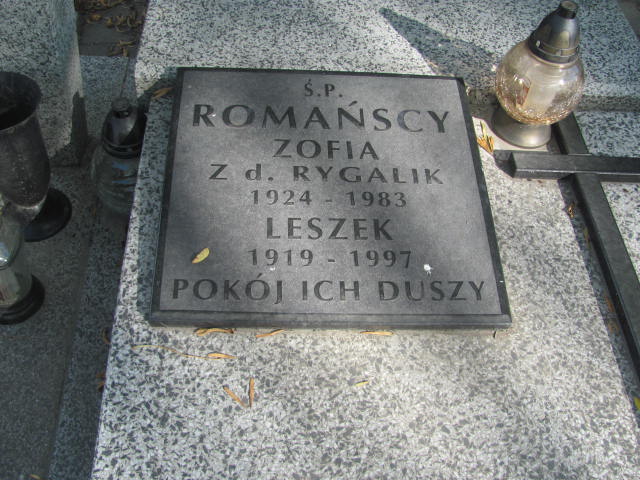 Ś.P.
ROMAŃSCY
ZOFIA
Z d. RYGALIK
1924 - 1983
LESZEK
1919 - 1997
POKÓJ ICH DUSZY